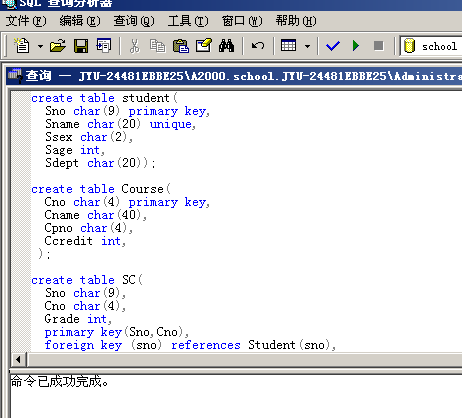 SQL 查询分析器
文件(F) 编辑(E) 查询(Q) 工具(T) 窗口(W) 帮助(H)
school
查询 — JYU-24481EBBE25\A2000.school.JYU-24481EBBE25\Administra
create table student(
Sno char(9) primary key,
Sname char(20) unique,
Ssex char(2),
Sage int,
Sdept char(20));
create table Course(
Cno char(4) primary key,
Cname char(40),
Cpno char(4),
Ccredit int,
);
create table SC(
Sno char(9),
Cno char(4),
Grade int,
primary key(Sno,Cno),
foreign key (sno) references Student(sno),
命令已成功完成。